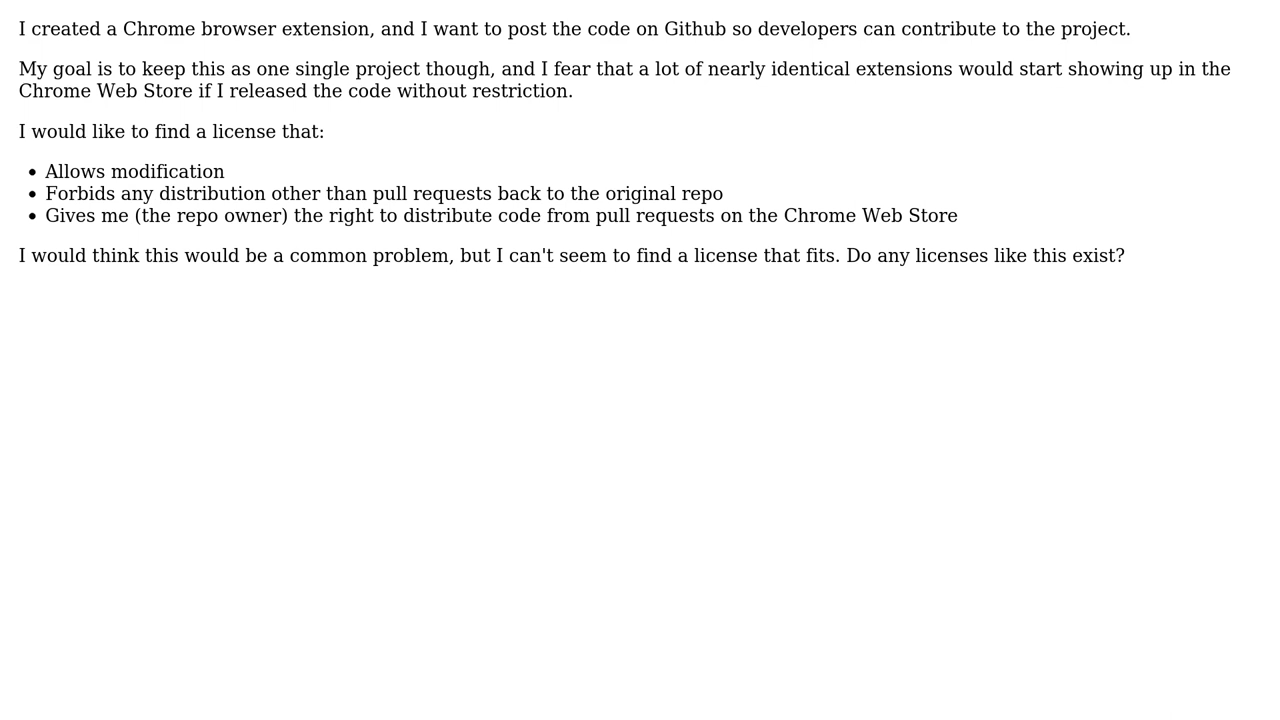 I created a Chrome browser extension, and I want to post the code on Github so developers can contribute to the project.
My goal is to keep this as one single project though, and I fear that a lot of nearly identical extensions would start showing up in the
Chrome Web Store if I released the code without restriction.
I would like to find a license that:
• Allows modification
• Forbids any distribution other than pull requests back to the original repo
• Gives me (the repo owner) the right to distribute code from pull requests on the Chrome Web Store
I would think this would be a common problem, but I can't seem to find a license that fits. Do any licenses like this exist?